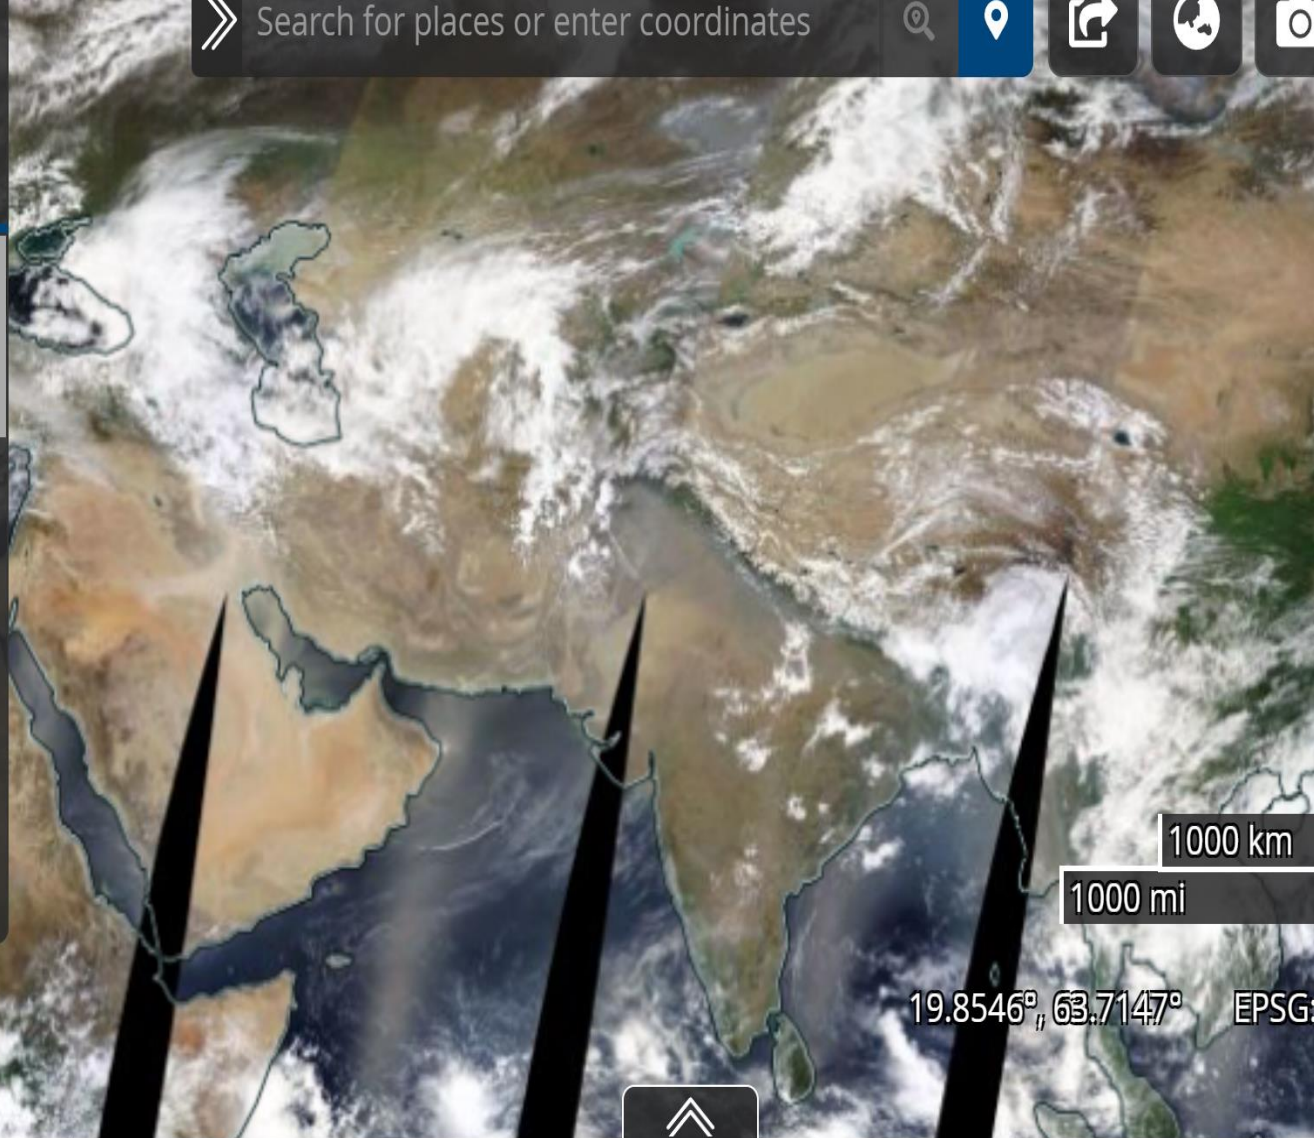 Search for places or enter coordinates
1000 km
1000 mi
19.8546°, 63.7147°
EPSG: